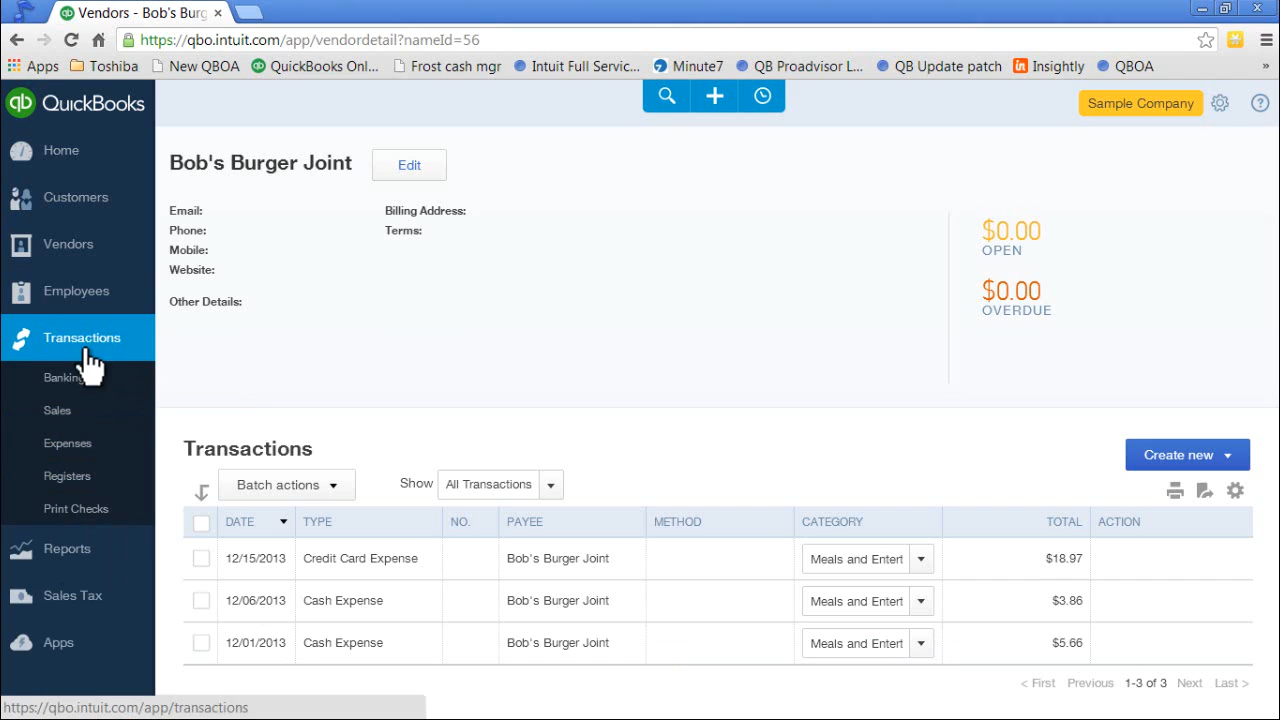 Vendors - Bob's Burg
https://qbo.intuit.com/app/vendordetail?nameId=56
Apps Toshiba New QBOA QuickBooks Onl... Frost cash mgr Intuit Full Servic... Minute7 QB Proadvisor L... QB Update patch Insightly QBOA »
qb QuickBooks
Sample Company
Home
Customers
Vendors
Employees
Transactions
Banking
Sales
Expenses
Registers
Print Checks
Reports
Sales Tax
Apps
Bob's Burger Joint Edit
Email: Billing Address:
Phone: Terms:
Mobile:
Website:
Other Details:
$0.00
OPEN
$0.00
OVERDUE
Transactions
Create new
Batch actions Show All Transactions
DATE TYPE NO. PAYEE METHOD CATEGORY TOTAL ACTION
12/15/2013 Credit Card Expense Bob's Burger Joint Meals and Entert $18.97
12/06/2013 Cash Expense Bob's Burger Joint Meals and Entert $3.86
12/01/2013 Cash Expense Bob's Burger Joint Meals and Entert $5.66
< First Previous 1-3 of 3 Next Last >
https://qbo.intuit.com/app/transactions